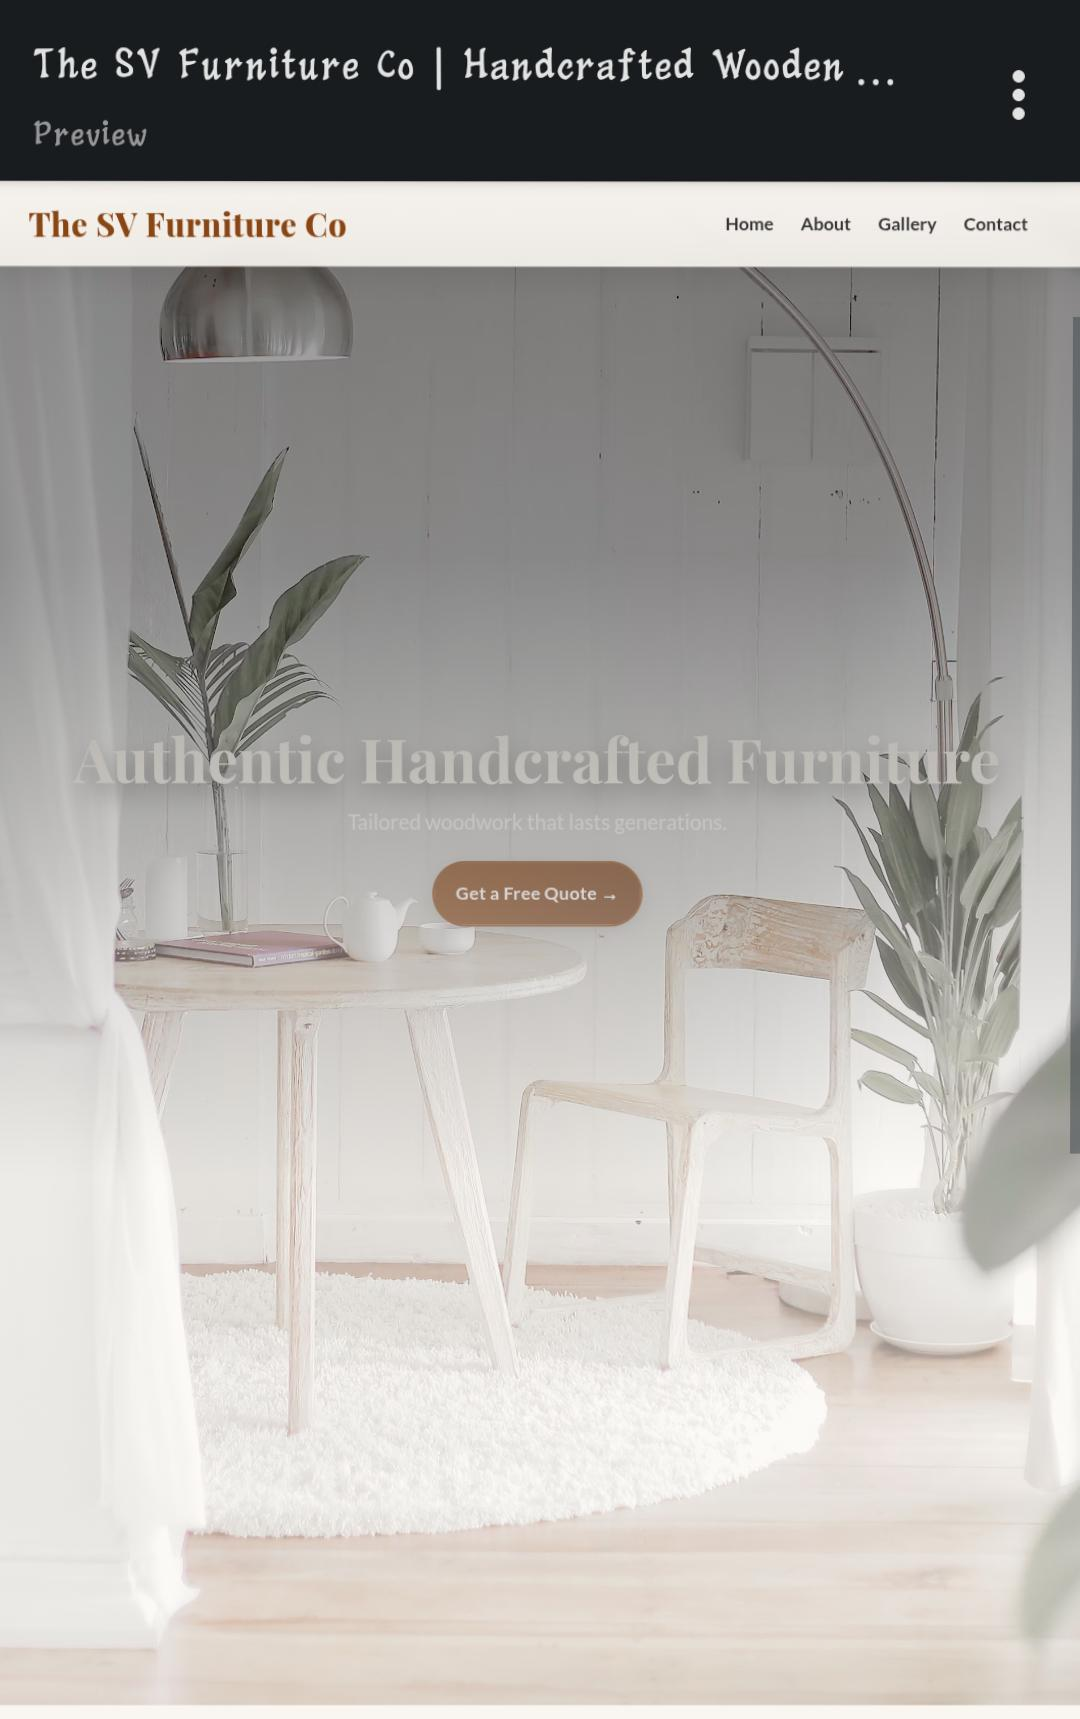 The SV Furniture Co | Handcrafted Wooden ...
Preview
The SV Furniture Co
Home About Gallery Contact
Authentic Handcrafted Furniture
Tailored woodwork that lasts generations.
Get a Free Quote →